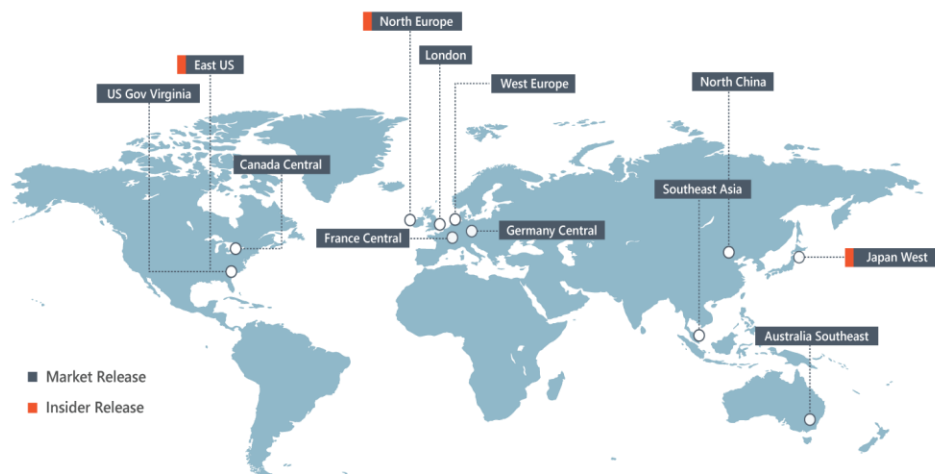 North Europe
London
East US
West Europe
North China
US Gov Virginia
Canada Central
Southeast Asia
France Central
Germany Central
Japan West
Australia Southeast
Market Release
Insider Release